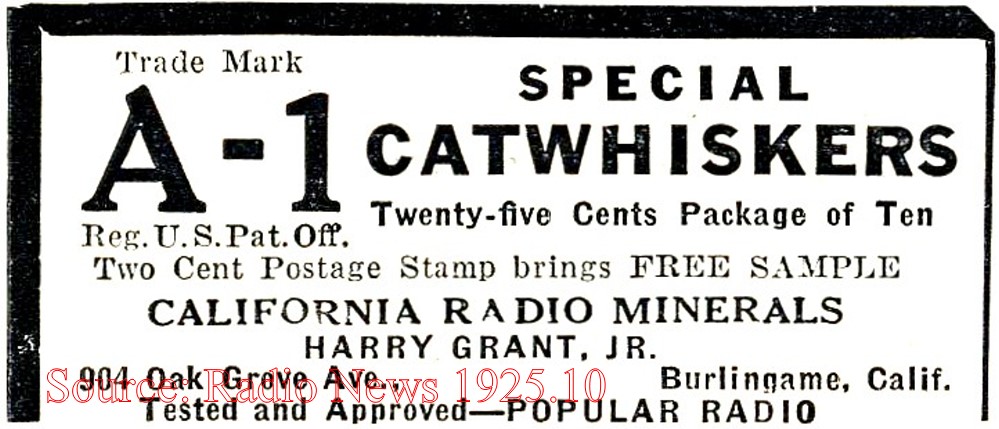 Trade Mark
A-1
Reg. U.S. Pat. Off.
SPECIAL
CATWHISKERS
Twenty-five Cents Package of Ten
Two Cent Postage Stamp brings FREE SAMPLE
CALIFORNIA RADIO MINERALS
HARRY GRANT, JR.
904 Oak Grove Ave., Burlingame, Calif.
Source: Radio News 1925.10
Tested and Approved—POPULAR RADIO